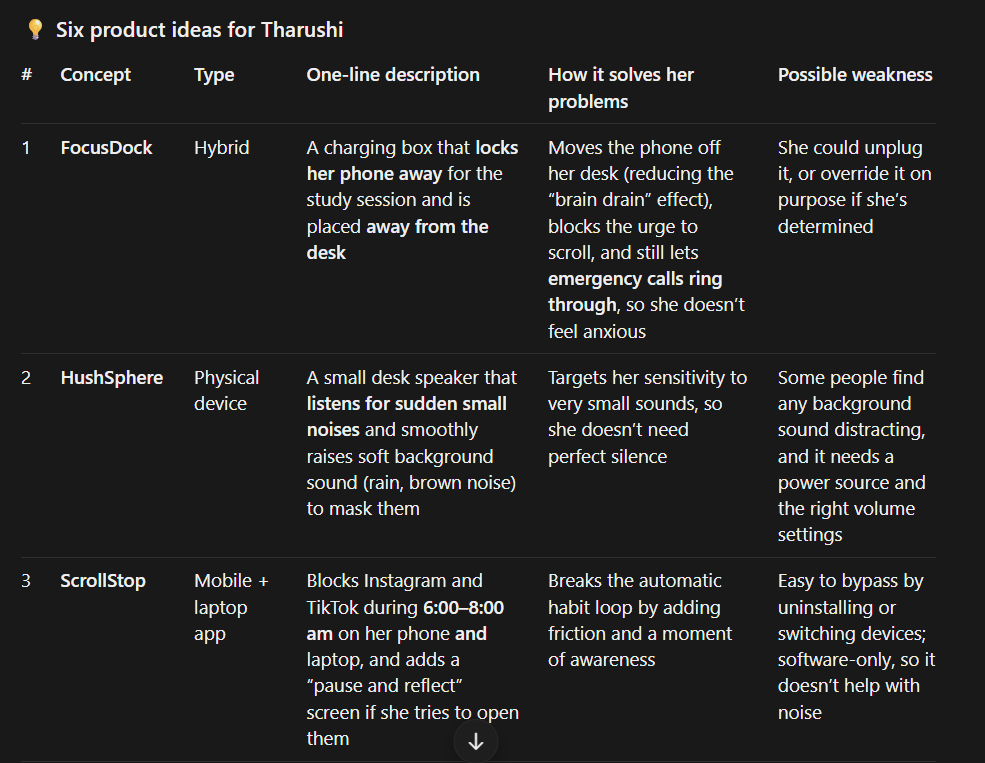 💡 Six product ideas for Tharushi
# Concept Type One-line description How it solves her problems Possible weakness
1 FocusDock Hybrid A charging box that locks her phone away for the study session and is placed away from the desk Moves the phone off her desk (reducing the “brain drain” effect), blocks the urge to scroll, and still lets emergency calls ring through, so she doesn’t feel anxious She could unplug it, or override it on purpose if she’s determined
2 HushSphere Physical device A small desk speaker that listens for sudden small noises and smoothly raises soft background sound (rain, brown noise) to mask them Targets her sensitivity to very small sounds, so she doesn’t need perfect silence Some people find any background sound distracting, and it needs a power source and the right volume settings
3 ScrollStop Mobile + laptop app Blocks Instagram and TikTok during 6:00–8:00 am on her phone and laptop, and adds a “pause and reflect” screen if she tries to open them Breaks the automatic habit loop by adding friction and a moment of awareness Easy to bypass by uninstalling or switching devices; software-only, so it doesn’t help with noise